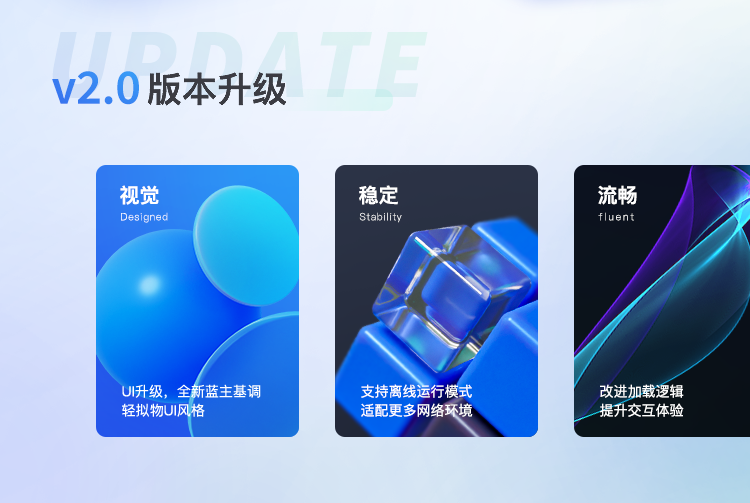 UPDATE
v2.0 版本升级
视觉
Designed
UI升级，全新蓝主基调
轻拟物UI风格
稳定
Stability
支持离线运行模式
适配更多网络环境
流畅
fluent
改进加载逻辑
提升交互体验